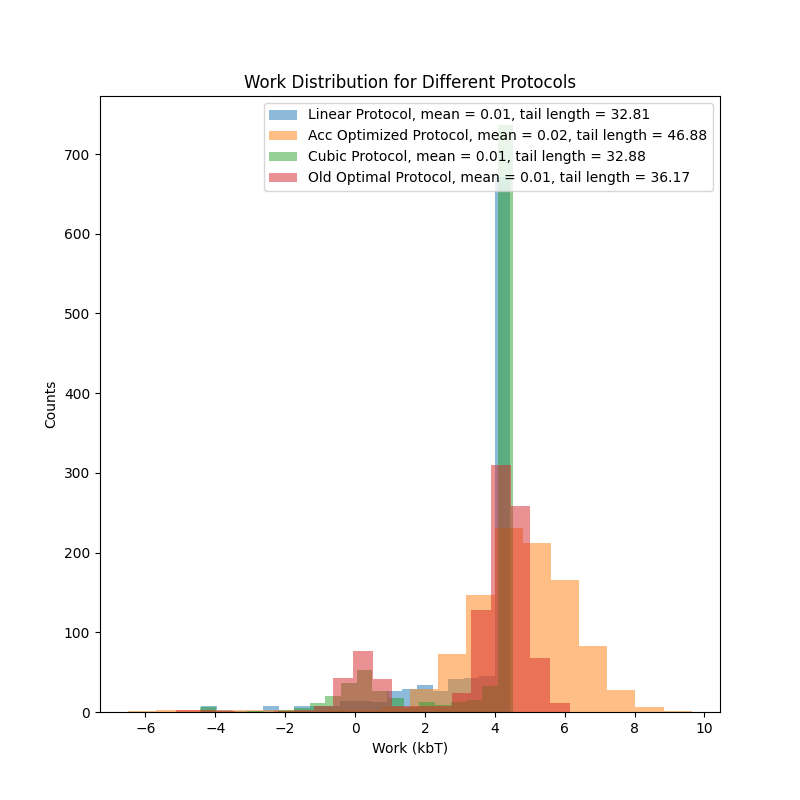 Work Distribution for Different Protocols
Linear Protocol, mean = 0.01, tail length = 32.81
Acc Optimized Protocol, mean = 0.02, tail length = 46.88
Cubic Protocol, mean = 0.01, tail length = 32.88
Old Optimal Protocol, mean = 0.01, tail length = 36.17
700
600
500
400
300
200
100
0
Counts
−6 −4 −2 0 2 4 6 8 10
Work (kbT)